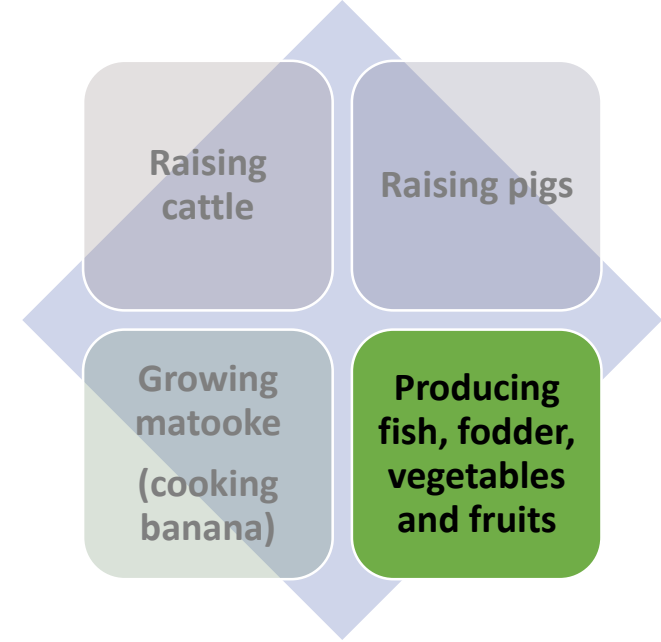 Raising
cattle
Raising pigs
Growing
matooke
(cooking
banana)
Producing
fish, fodder,
vegetables
and fruits